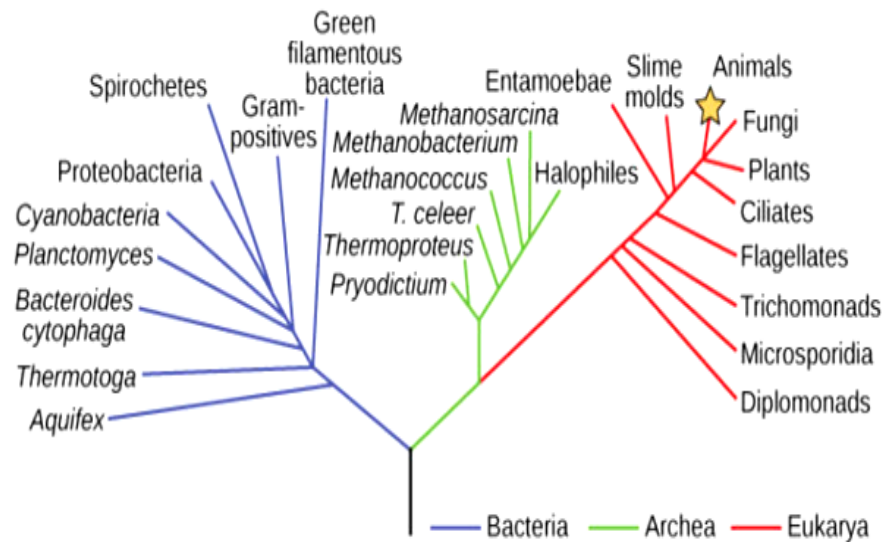 Green
filamentous
bacteria
Spirochetes
Gram-
positives
Proteobacteria
Cyanobacteria
Planctomyces
Bacteroides
cytophaga
Thermotoga
Aquifex
Entamoebae
Slime
molds
Animals
Methanosarcina
Methanobacterium
Methanococcus
Halophiles
T. celeer
Thermoproteus
Pryodictium
Fungi
Plants
Ciliates
Flagellates
Trichomonads
Microsporidia
Diplomonads
Bacteria
Archea
Eukarya